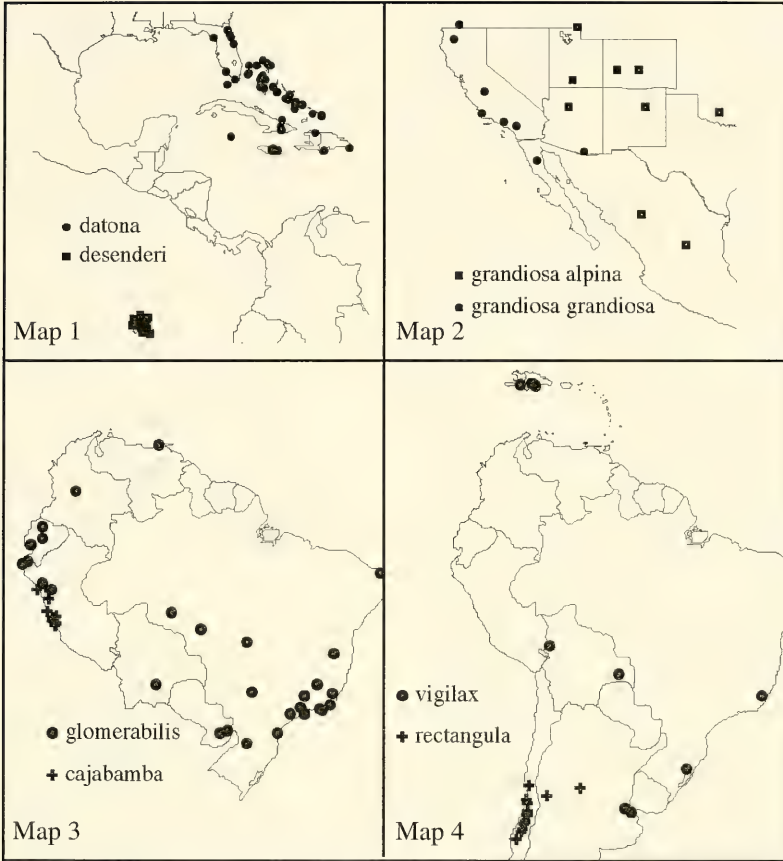 datona
desenderi
Map 1
grandiosa alpina
grandiosa grandiosa
Map 2
glomerabilis
cajabamba
Map 3
vigilax
rectangula
Map 4